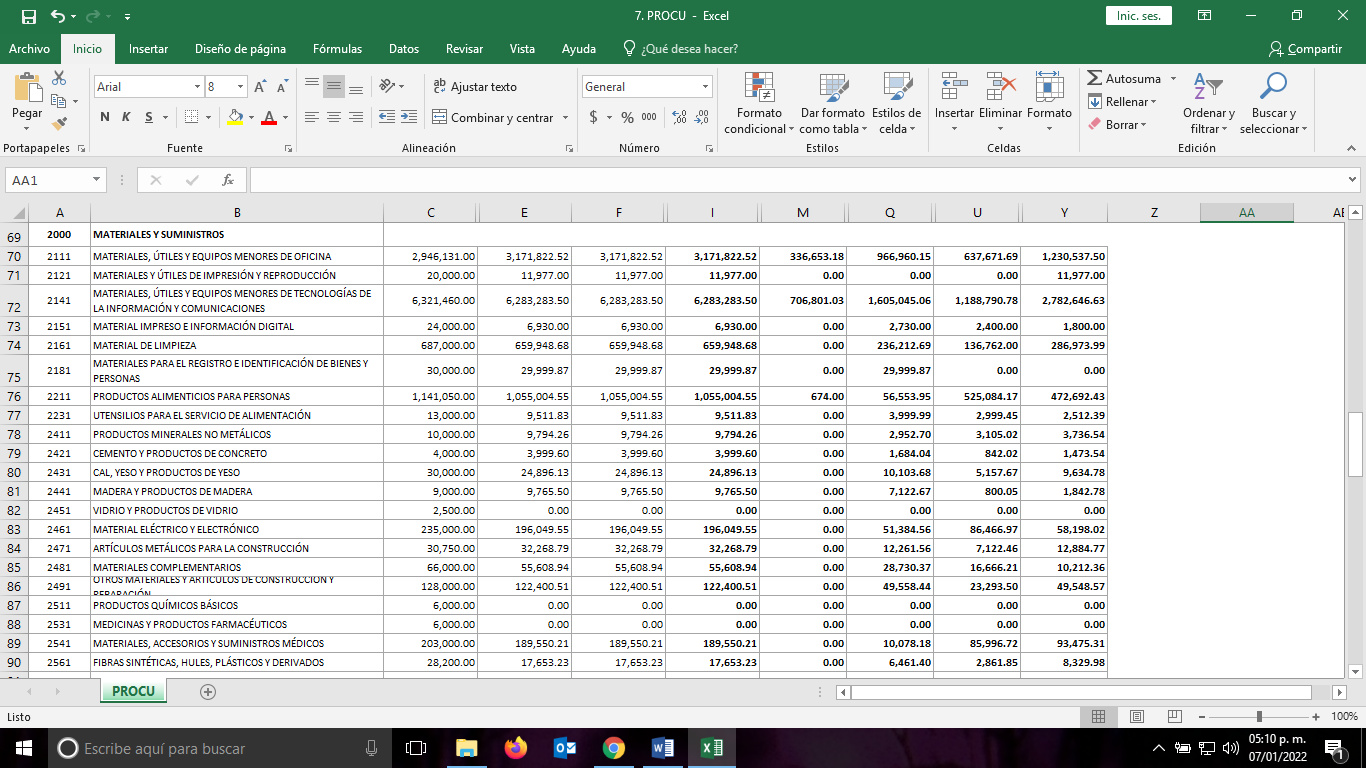 7. PROCU - Excel
Inic. ses.
Archivo Inicio Insertar Diseño de página Fórmulas Datos Revisar Vista Ayuda ¿Qué desea hacer? Compartir
Pegar
Portapapeles
Arial 8
N K S
Fuente
Ajustar texto
Combinar y centrar
Alineación
General
$ % 000
Número
Formato condicional
Dar formato como tabla
Estilos de celda
Estilos
Insertar Eliminar Formato
Celdas
Autosuma
Rellenar
Borrar
Ordenar y filtrar
Buscar y seleccionar
Edición
AA1 fx
A B C E F I M Q U Y Z AA
69 2000 MATERIALES Y SUMINISTROS
70 2111 MATERIALES, ÚTILES Y EQUIPOS MENORES DE OFICINA 2,946,131.00 3,171,822.52 3,171,822.52 3,171,822.52 336,653.18 966,960.15 637,671.69 1,230,537.50
71 2121 MATERIALES Y ÚTILES DE IMPRESIÓN Y REPRODUCCIÓN 20,000.00 11,977.00 11,977.00 11,977.00 0.00 0.00 0.00 11,977.00
72 2141 MATERIALES, ÚTILES Y EQUIPOS MENORES DE TECNOLOGÍAS DE
LA INFORMACIÓN Y COMUNICACIONES 6,321,460.00 6,283,283.50 6,283,283.50 6,283,283.50 706,801.03 1,605,045.06 1,188,790.78 2,782,646.63
73 2151 MATERIAL IMPRESO E INFORMACIÓN DIGITAL 24,000.00 6,930.00 6,930.00 6,930.00 0.00 2,730.00 2,400.00 1,800.00
74 2161 MATERIAL DE LIMPIEZA 687,000.00 659,948.68 659,948.68 659,948.68 0.00 236,212.69 136,762.00 286,973.99
75 2181 MATERIALES PARA EL REGISTRO E IDENTIFICACIÓN DE BIENES Y
PERSONAS 30,000.00 29,999.87 29,999.87 29,999.87 0.00 29,999.87 0.00 0.00
76 2211 PRODUCTOS ALIMENTICIOS PARA PERSONAS 1,141,050.00 1,055,004.55 1,055,004.55 1,055,004.55 674.00 56,553.95 525,084.17 472,692.43
77 2231 UTENSILIOS PARA EL SERVICIO DE ALIMENTACIÓN 13,000.00 9,511.83 9,511.83 9,511.83 0.00 3,999.99 2,999.45 2,512.39
78 2411 PRODUCTOS MINERALES NO METÁLICOS 10,000.00 9,794.26 9,794.26 9,794.26 0.00 2,952.70 3,105.02 3,736.54
79 2421 CEMENTO Y PRODUCTOS DE CONCRETO 4,000.00 3,999.60 3,999.60 3,999.60 0.00 1,684.04 842.02 1,473.54
80 2431 CAL, YESO Y PRODUCTOS DE YESO 30,000.00 24,896.13 24,896.13 24,896.13 0.00 10,103.68 5,157.67 9,634.78
81 2441 MADERA Y PRODUCTOS DE MADERA 9,000.00 9,765.50 9,765.50 9,765.50 0.00 7,122.67 800.05 1,842.78
82 2451 VIDRIO Y PRODUCTOS DE VIDRIO 2,500.00 0.00 0.00 0.00 0.00 0.00 0.00 0.00
83 2461 MATERIAL ELÉCTRICO Y ELECTRÓNICO 235,000.00 196,049.55 196,049.55 196,049.55 0.00 51,384.56 86,466.97 58,198.02
84 2471 ARTÍCULOS METÁLICOS PARA LA CONSTRUCCIÓN 30,750.00 32,268.79 32,268.79 32,268.79 0.00 12,261.56 7,122.46 12,884.77
85 2481 MATERIALES COMPLEMENTARIOS 66,000.00 55,608.94 55,608.94 55,608.94 0.00 28,730.37 16,666.21 10,212.36
86 2491 OTROS MATERIALES Y ARTÍCULOS DE CONSTRUCCIÓN Y
REPARACIÓN 128,000.00 122,400.51 122,400.51 122,400.51 0.00 49,558.44 23,293.50 49,548.57
87 2511 PRODUCTOS QUÍMICOS BÁSICOS 6,000.00 0.00 0.00 0.00 0.00 0.00 0.00 0.00
88 2531 MEDICINAS Y PRODUCTOS FARMACÉUTICOS 6,000.00 0.00 0.00 0.00 0.00 0.00 0.00 0.00
89 2541 MATERIALES, ACCESORIOS Y SUMINISTROS MÉDICOS 203,000.00 189,550.21 189,550.21 189,550.21 0.00 10,078.18 85,996.72 93,475.31
90 2561 FIBRAS SINTÉTICAS, HULES, PLÁSTICOS Y DERIVADOS 28,200.00 17,653.23 17,653.23 17,653.23 0.00 6,461.40 2,861.85 8,329.98
PROCU
Listo 100%
Escribe aquí para buscar
05:10 p. m.
07/01/2022
1